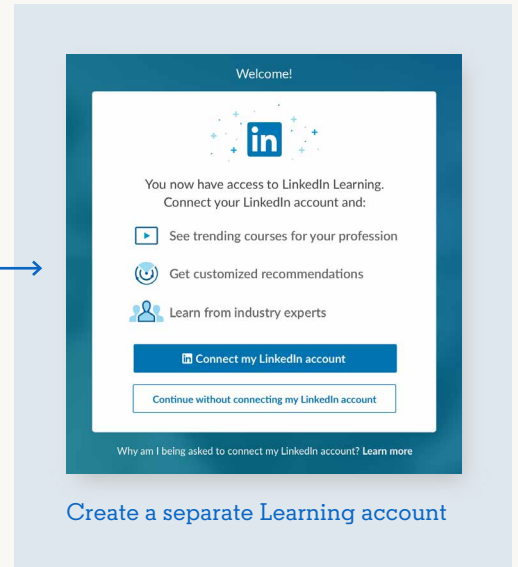 Welcome!
in
You now have access to LinkedIn Learning.
Connect your LinkedIn account and:
See trending courses for your profession
Get customized recommendations
Learn from industry experts
in Connect my LinkedIn account
Continue without connecting my LinkedIn account
Why am I being asked to connect my LinkedIn account? Learn more
Create a separate Learning account